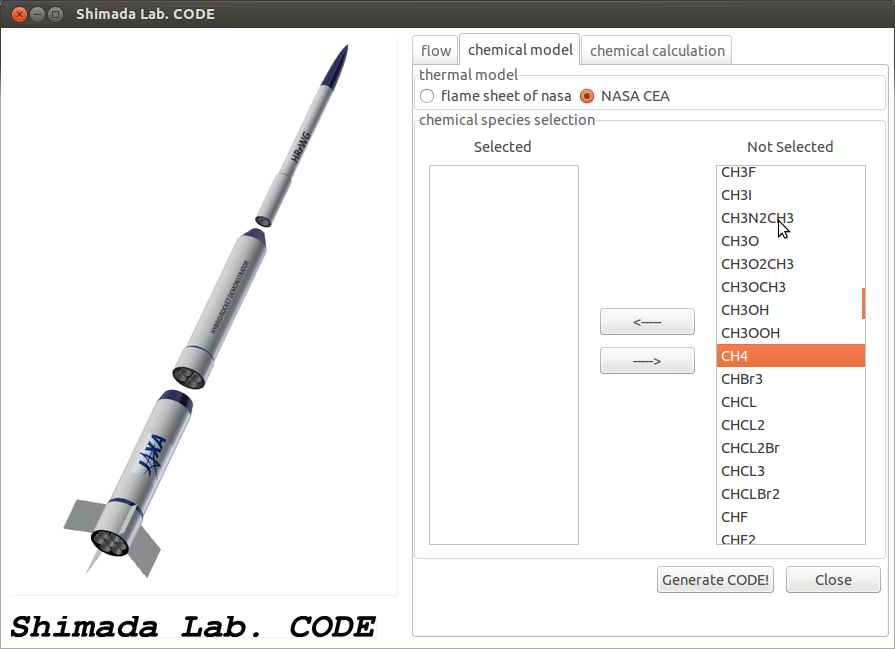 Shimada Lab. CODE
flow
chemical model
chemical calculation
thermal model
flame sheet of nasa
NASA CEA
chemical species selection
Selected
Not Selected
CH3F
CH3I
CH3N2CH3
CH3O
CH3O2CH3
CH3OCH3
CH3OH
CH3OOH
CH4
CHBr3
CHCL
CHCL2
CHCL2Br
CHCL3
CHCLBr2
CHF
CHF2
<-----
----->
Generate CODE!
Close
HRrWG
HYBRID ROCKET DEMONSTRATOR
JAXA
Shimada Lab. CODE